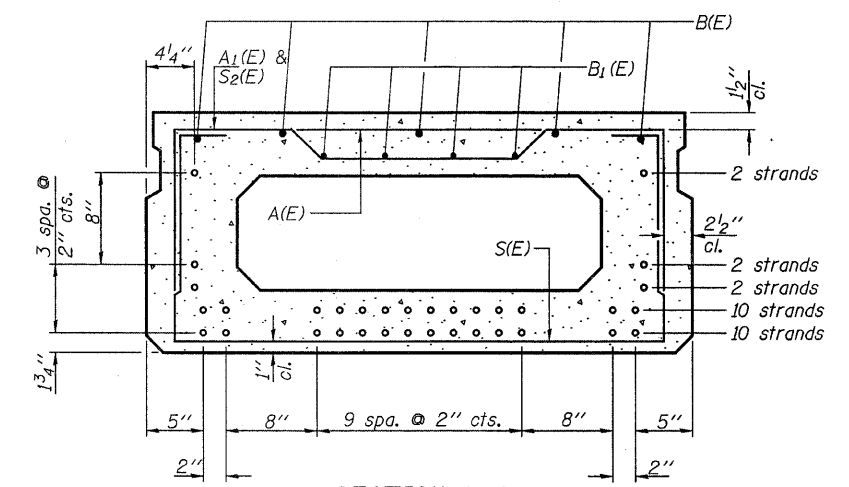 B(E)
4¼"
A1(E) &
S2(E)
B1(E)
1½"
cl.
2 strands
3 spa. @
2" cts.
8"
A(E)
2½"
cl.
S(E)
2 strands
2 strands
10 strands
10 strands
1¾"
1"
cl.
5"
8"
9 spa. @ 2" cts.
8"
5"
2"
2"